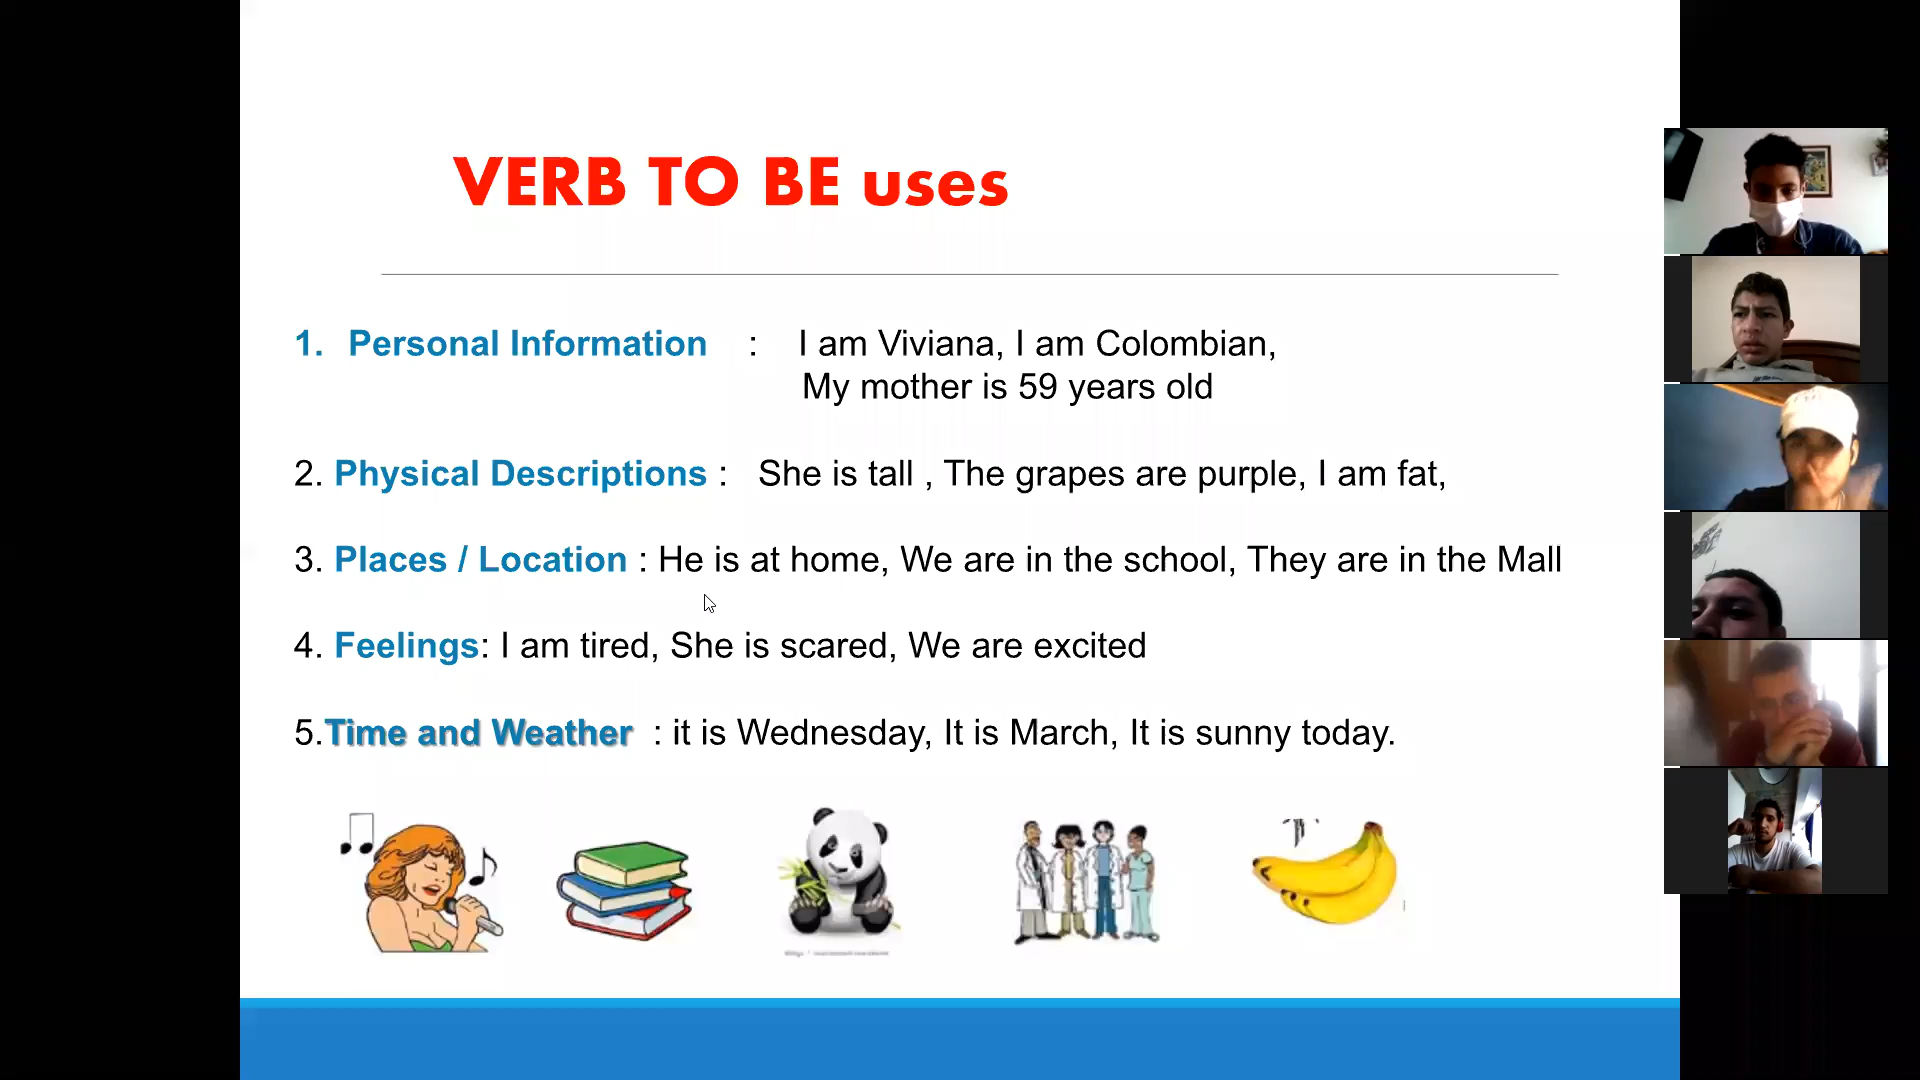 VERB TO BE uses
1. Personal Information : I am Viviana, I am Colombian,
My mother is 59 years old
2. Physical Descriptions : She is tall , The grapes are purple, I am fat,
3. Places / Location : He is at home, We are in the school, They are in the Mall
4. Feelings: I am tired, She is scared, We are excited
5.Time and Weather : it is Wednesday, It is March, It is sunny today.